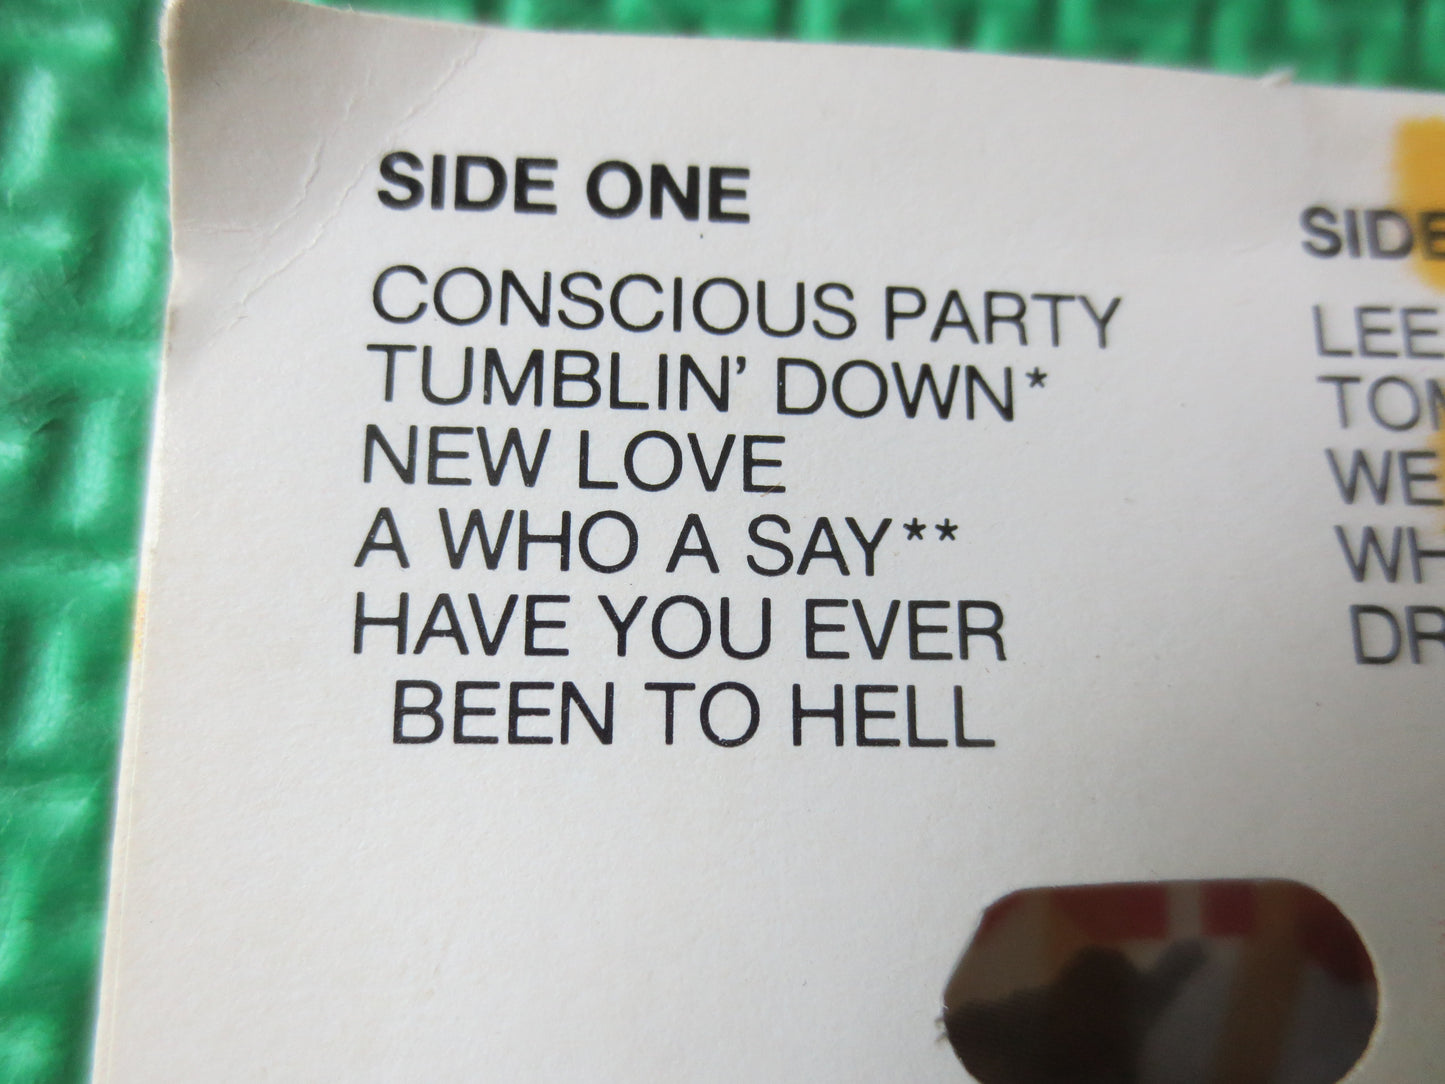 SIDE ONE
CONSCIOUS PARTY
TUMBLIN' DOWN*
NEW LOVE
A WHO A SAY**
HAVE YOU EVER
BEEN TO HELL
SIDE
LEE
WE
WH
DR